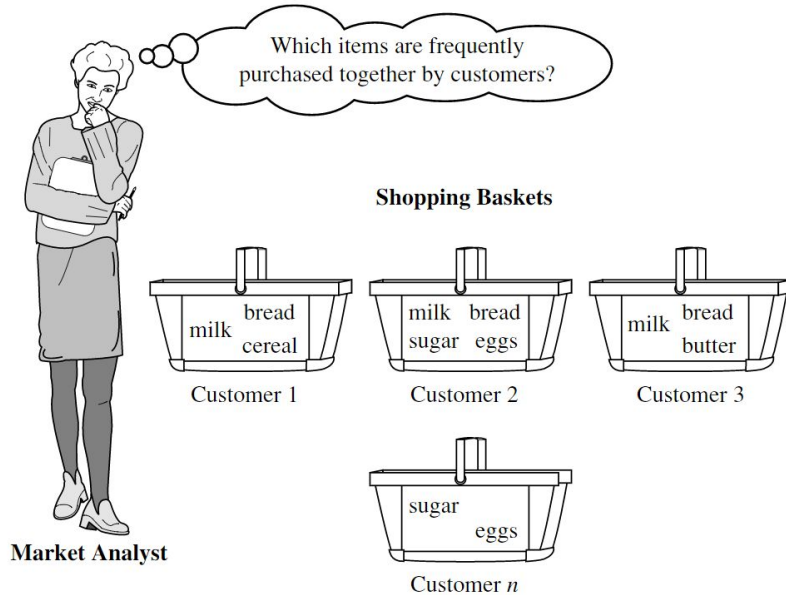 Which items are frequently
purchased together by customers?
Shopping Baskets
milk
bread
cereal
Customer 1
milk bread
sugar eggs
Customer 2
milk
bread
butter
Customer 3
sugar
eggs
Customer n
Market Analyst